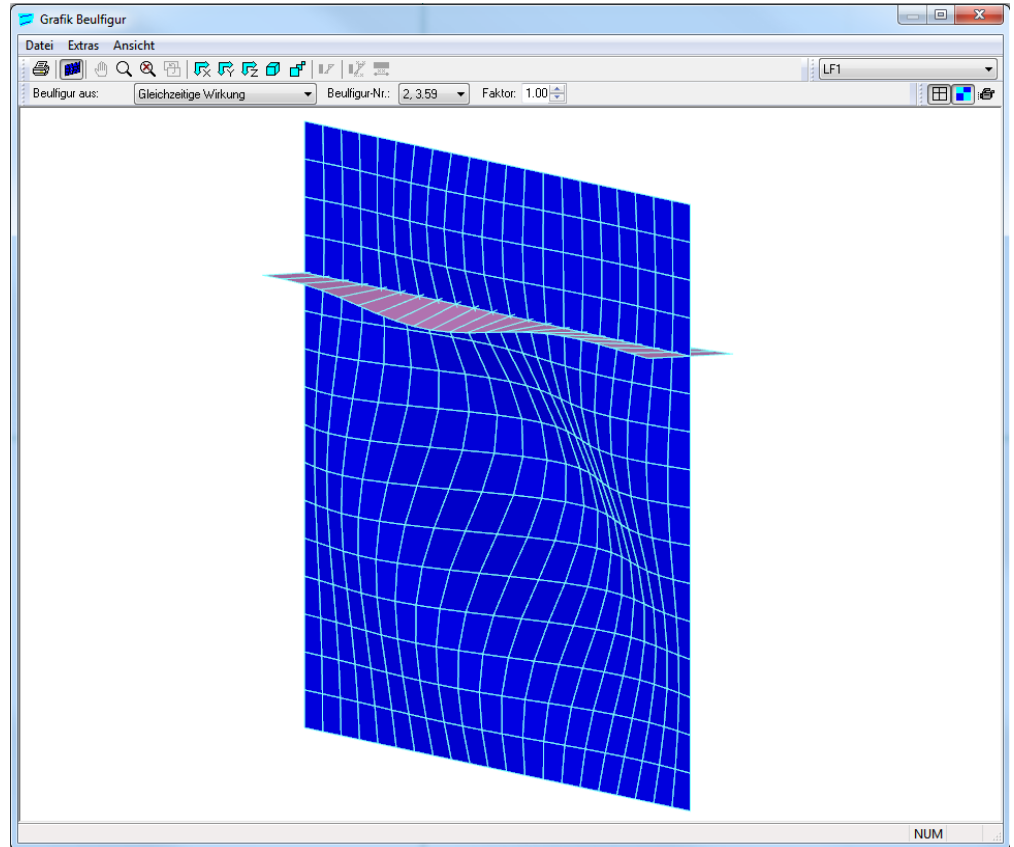 Grafik Beulfigur
Datei Extras Ansicht
LF1
Beulfigur aus: Gleichzeitige Wirkung Beulfigur-Nr.: 2, 3.59 Faktor: 1.00
NUM